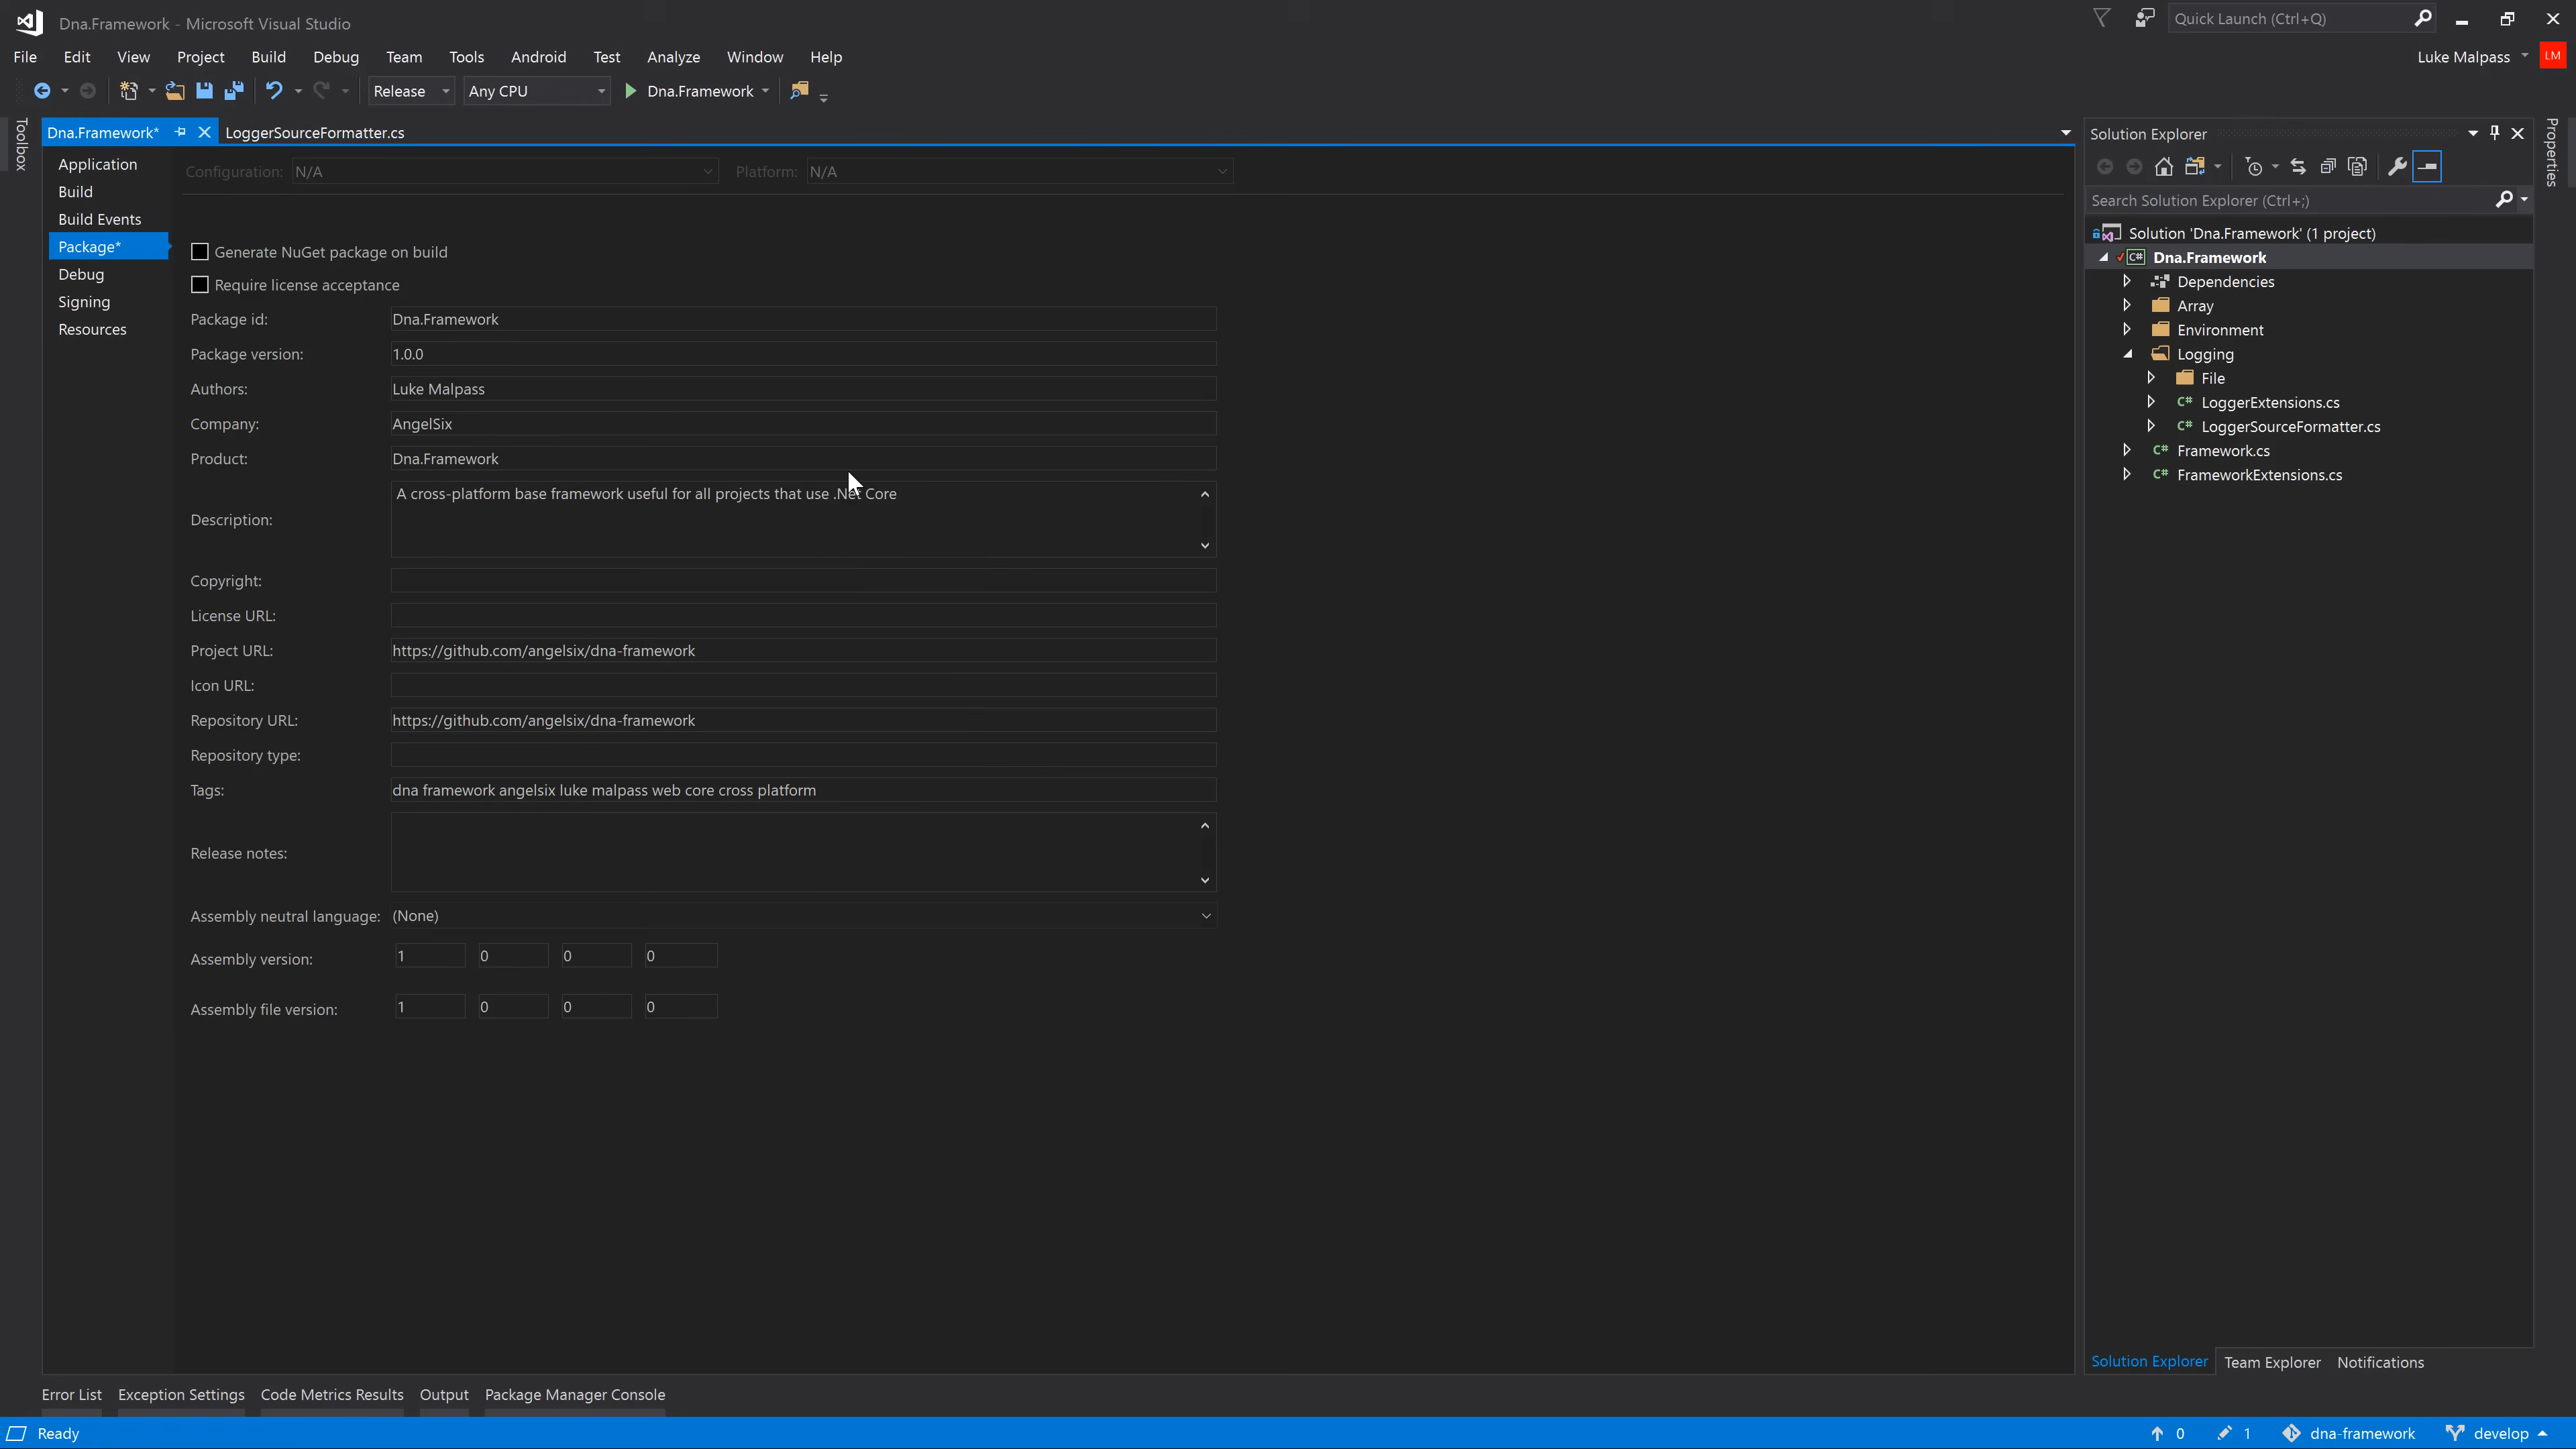 Dna.Framework - Microsoft Visual Studio
Quick Launch (Ctrl+Q)
File Edit View Project Build Debug Team Tools Android Test Analyze Window Help
Luke Malpass LM
Release Any CPU Dna.Framework
Toolbox
Dna.Framework* LoggerSourceFormatter.cs
Application
Build
Build Events
Package*
Debug
Signing
Resources
Configuration: N/A Platform: N/A
Generate NuGet package on build
Require license acceptance
Package id: Dna.Framework
Package version: 1.0.0
Authors: Luke Malpass
Company: AngelSix
Product: Dna.Framework
Description: A cross-platform base framework useful for all projects that use .Net Core
Copyright:
License URL:
Project URL: https://github.com/angelsix/dna-framework
Icon URL:
Repository URL: https://github.com/angelsix/dna-framework
Repository type:
Tags: dna framework angelsix luke malpass web core cross platform
Release notes:
Assembly neutral language: (None)
Assembly version: 1 0 0 0
Assembly file version: 1 0 0 0
Solution Explorer
Search Solution Explorer (Ctrl+;)
Solution 'Dna.Framework' (1 project)
C# Dna.Framework
Dependencies
Array
Environment
Logging
File
C# LoggerExtensions.cs
C# LoggerSourceFormatter.cs
C# Framework.cs
C# FrameworkExtensions.cs
Properties
Solution Explorer Team Explorer Notifications
Error List Exception Settings Code Metrics Results Output Package Manager Console
Ready 0 1 dna-framework develop